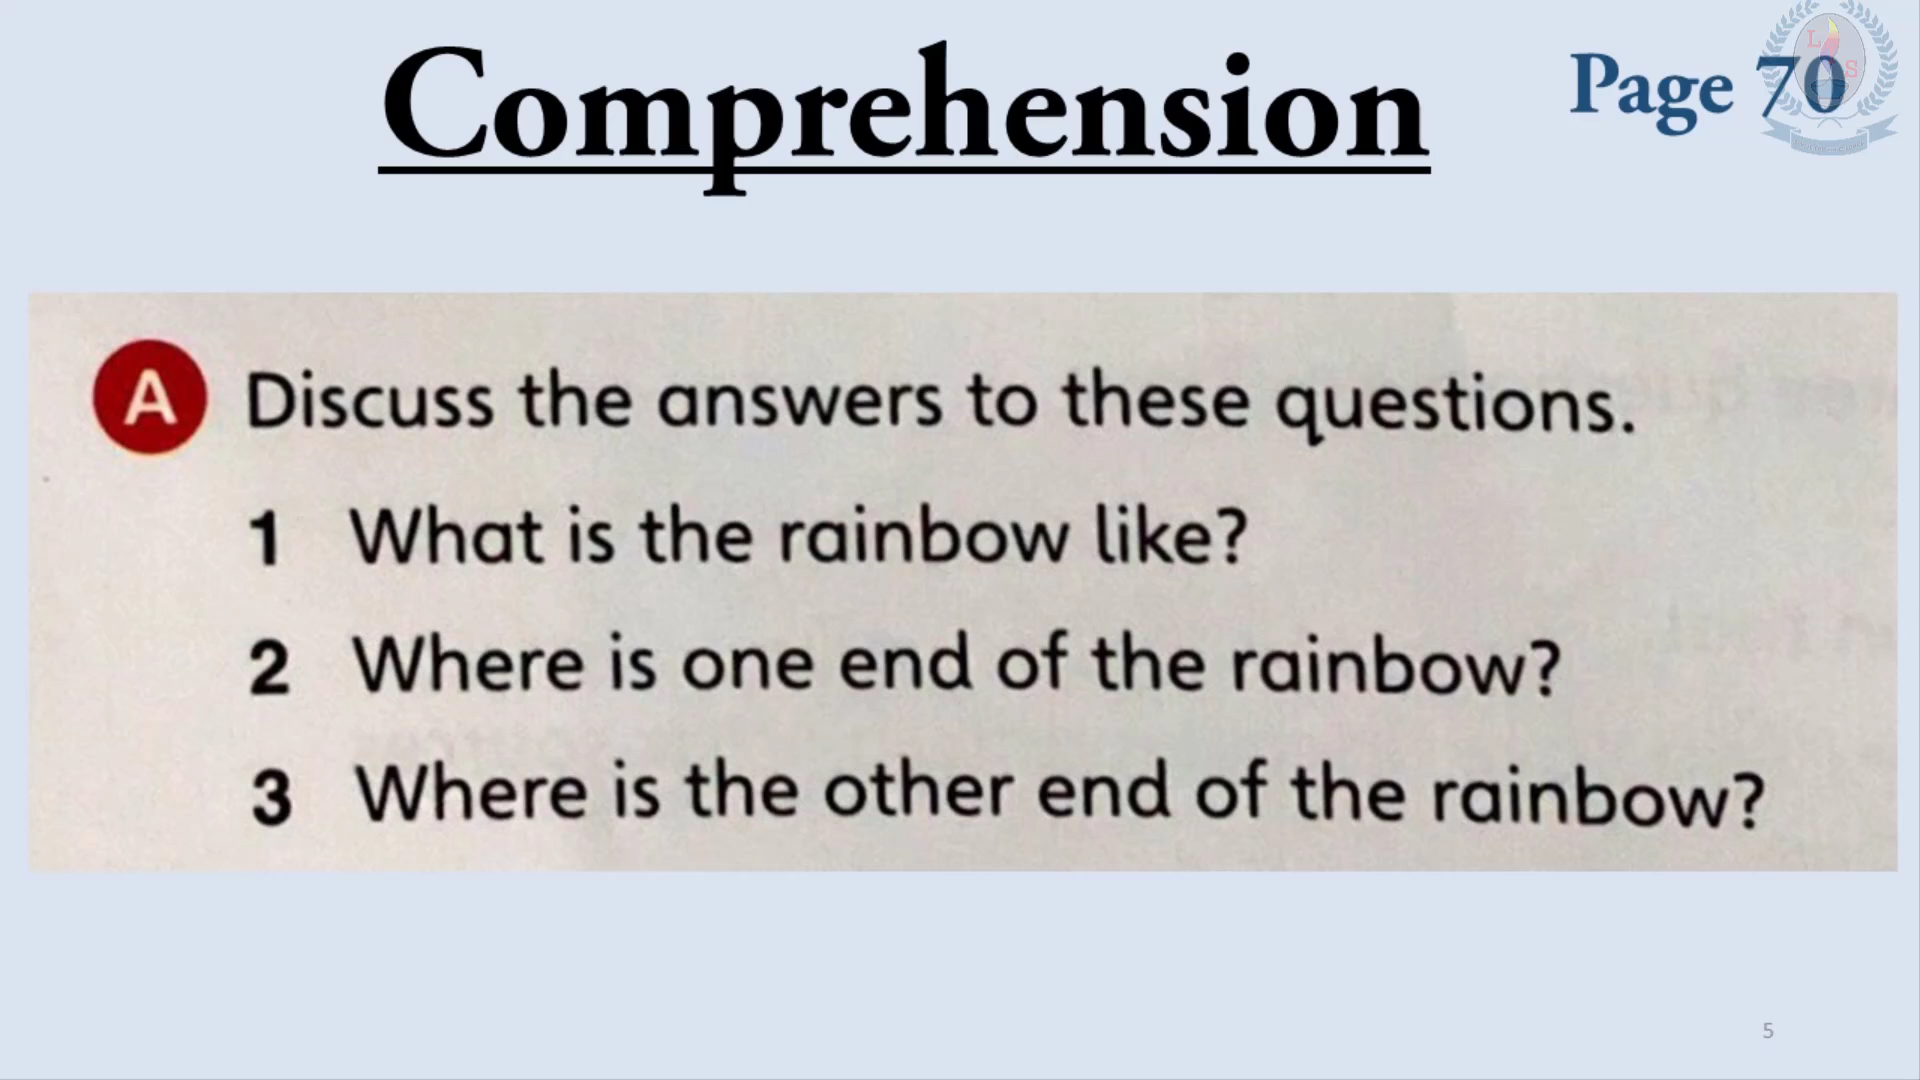 Comprehension
Page 70
L
S
A Discuss the answers to these questions.
1 What is the rainbow like?
2 Where is one end of the rainbow?
3 Where is the other end of the rainbow?
5